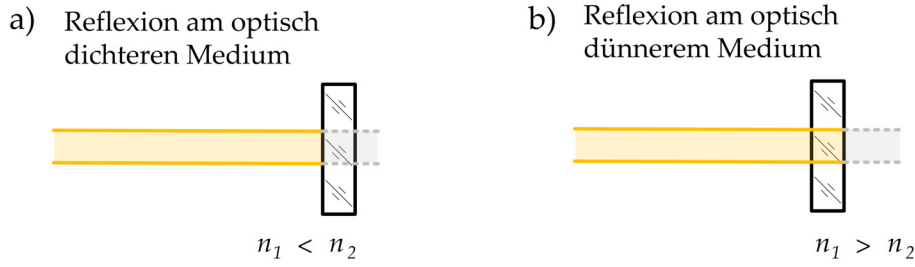 a) Reflexion am optisch
dichteren Medium
n1 < n2
b) Reflexion am optisch
dünnerem Medium
n1 > n2